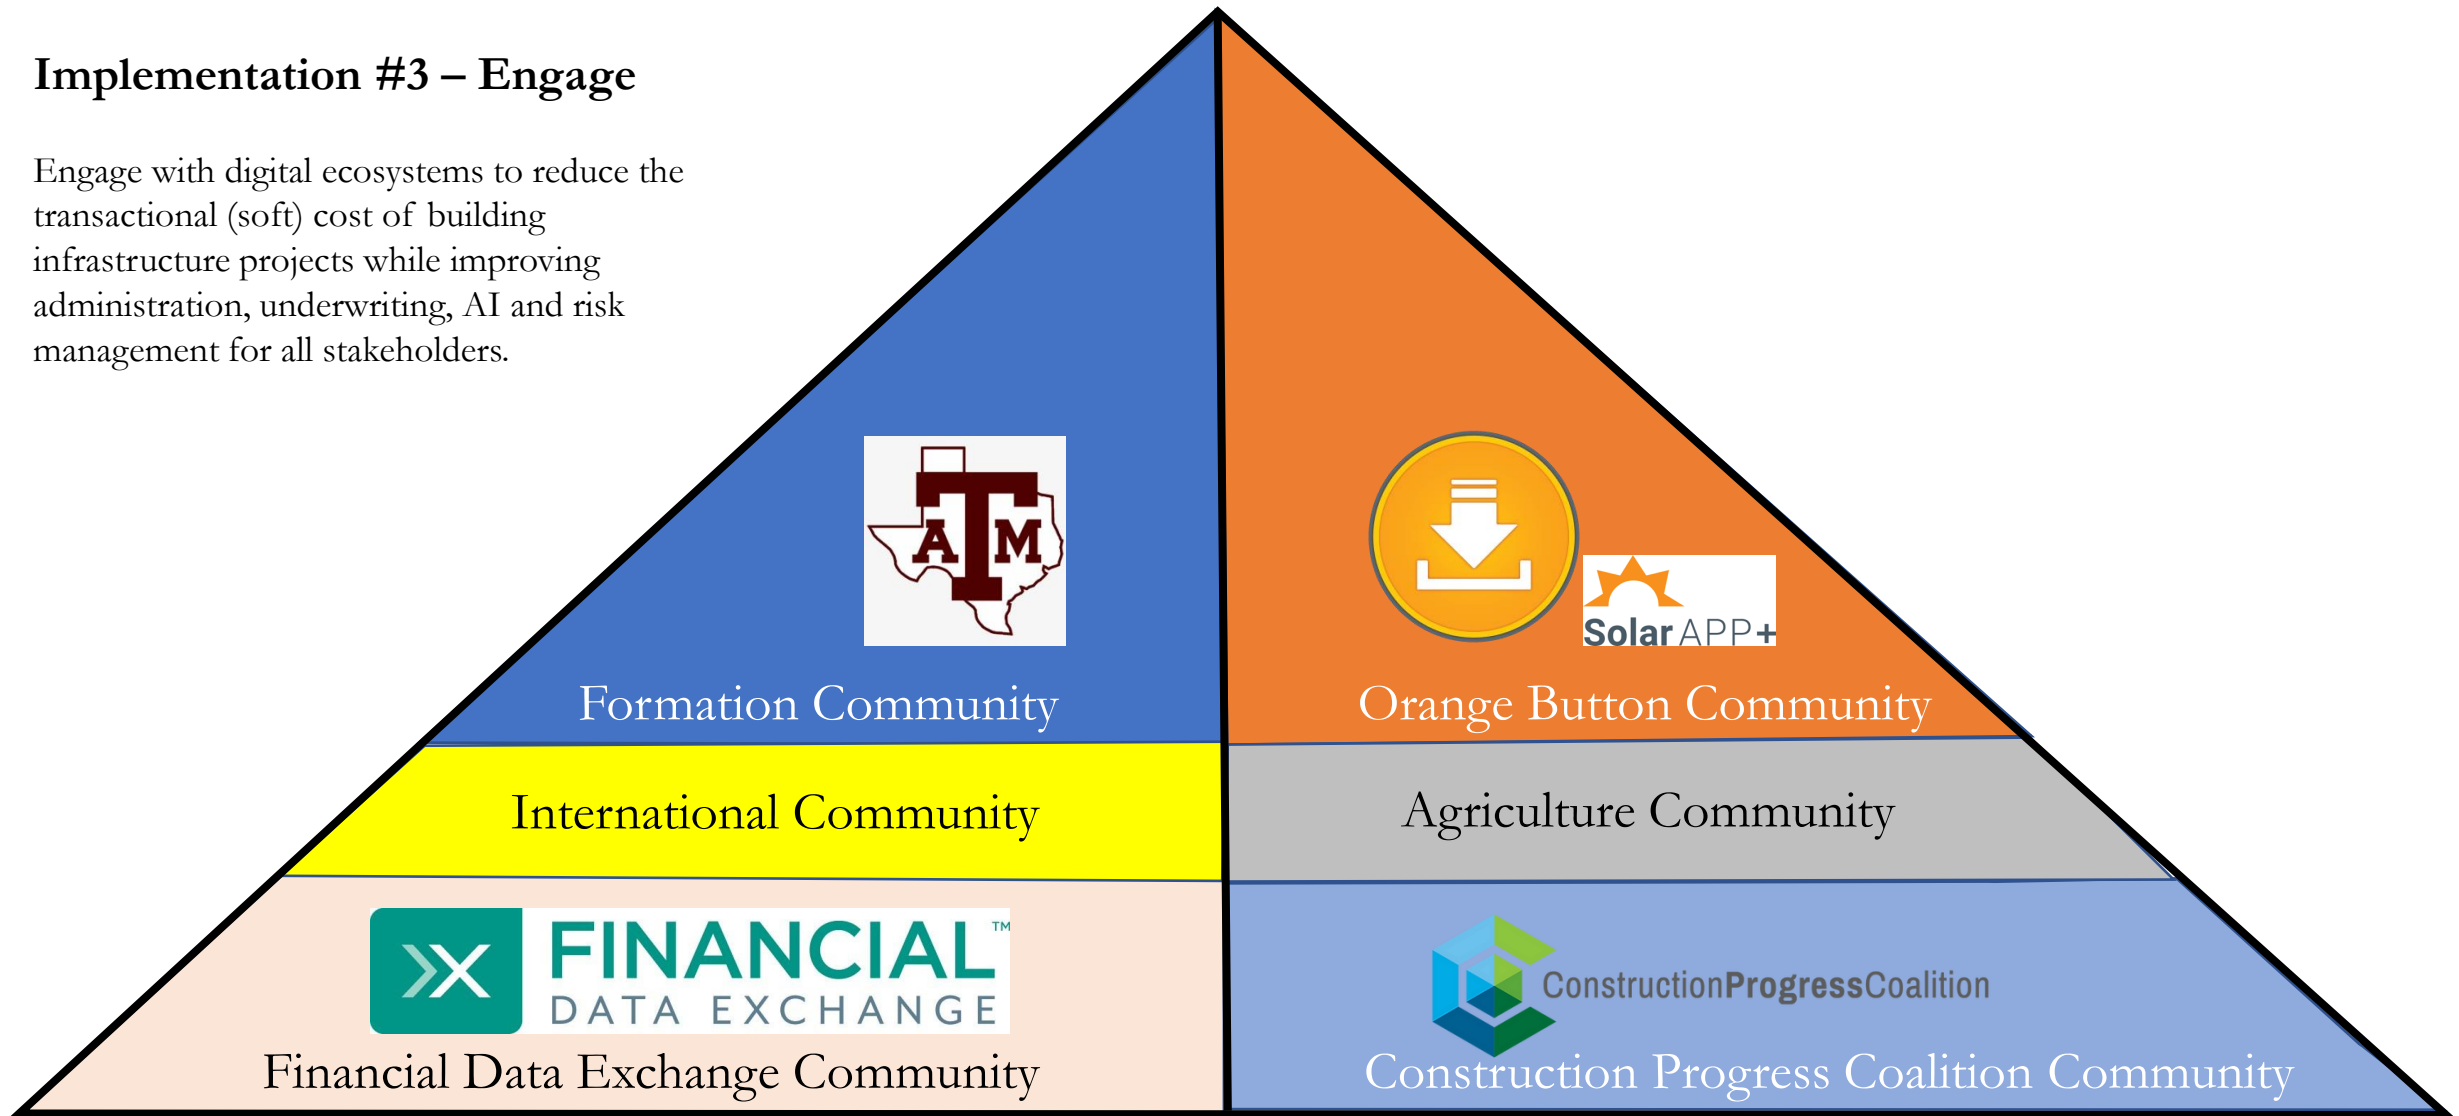 Implementation #3 – Engage
Engage with digital ecosystems to reduce the
transactional (soft) cost of building
infrastructure projects while improving
administration, underwriting, AI and risk
management for all stakeholders.
ATM
SolarAPP+
Formation Community
Orange Button Community
International Community
Agriculture Community
FINANCIAL™
DATA EXCHANGE
ConstructionProgressCoalition
Financial Data Exchange Community
Construction Progress Coalition Community